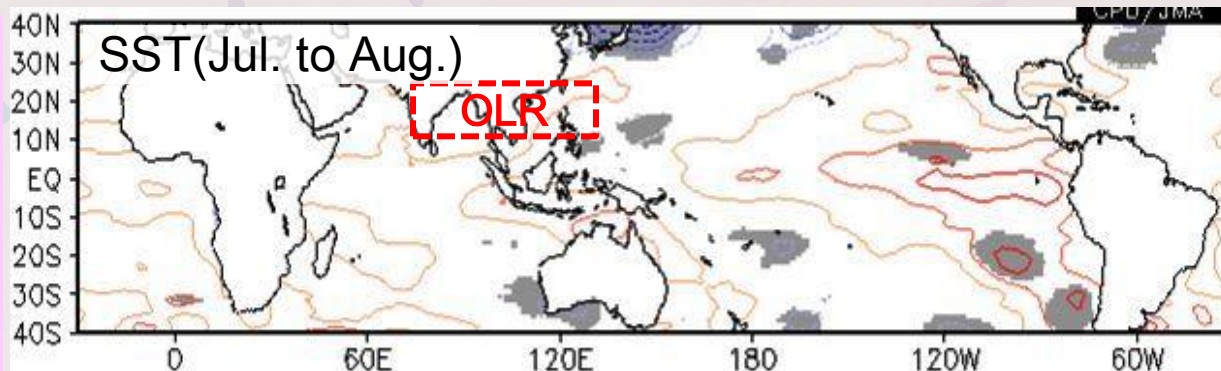 CPD/JMA
SST(Jul. to Aug.)
OLR
40N
30N
20N
10N
EQ
10S
20S
30S
40S
0 60E 120E 180 120W 60W